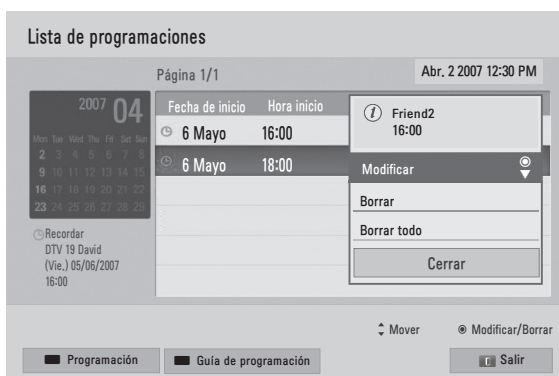 Lista de programaciones
Página 1/1
Abr. 2 2007 12:30 PM
2007 04
Mon Tue Wed Thu Fri Sat Sun
2 3 4 5 6 7 8
9 10 11 12 13 14 15
16 17 18 19 20 21 22
23 24 25 26 27 28 29
Recordar
DTV 19 David
(Vie.) 05/06/2007
16:00
Fecha de inicio Hora inicio
6 Mayo 16:00
6 Mayo 18:00
Friend2
16:00
Modificar
Borrar
Borrar todo
Cerrar
Mover Modificar/Borrar
Programación Guía de programación Salir